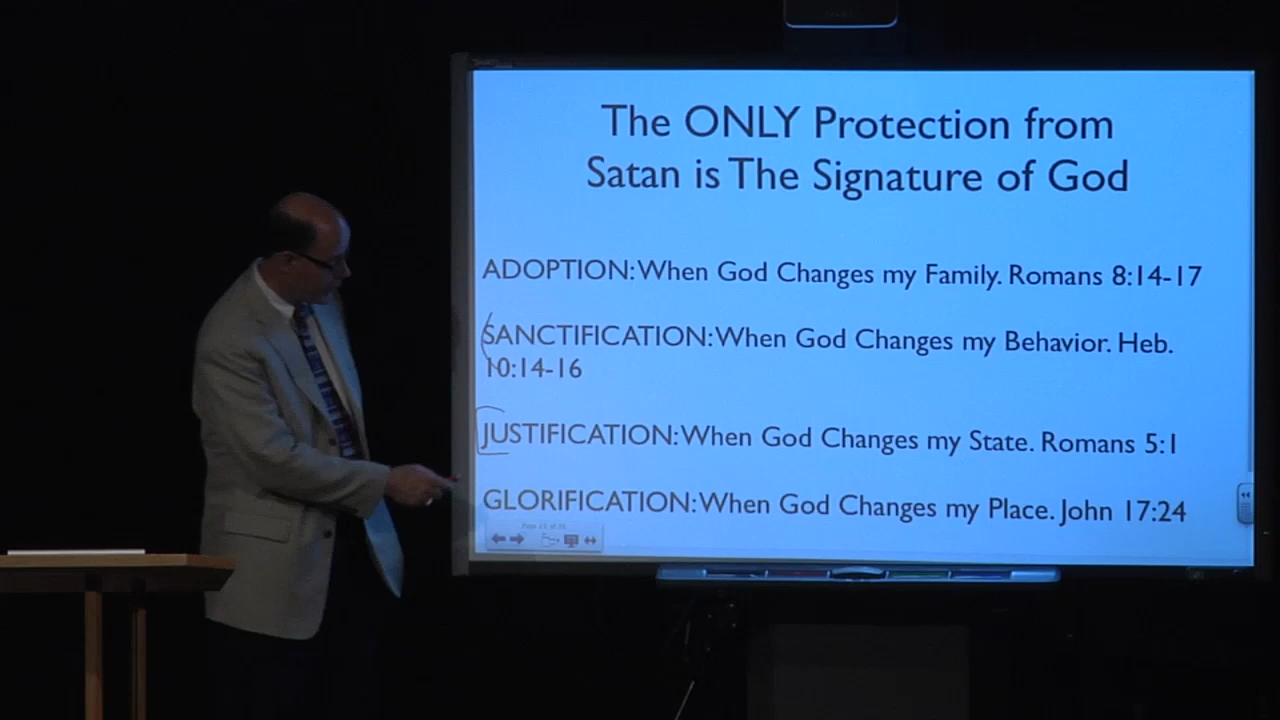 The ONLY Protection from
Satan is The Signature of God
ADOPTION: When God Changes my Family. Romans 8:14-17
SANCTIFICATION: When God Changes my Behavior. Heb.
10:14-16
JUSTIFICATION: When God Changes my State. Romans 5:1
GLORIFICATION: When God Changes my Place. John 17:24